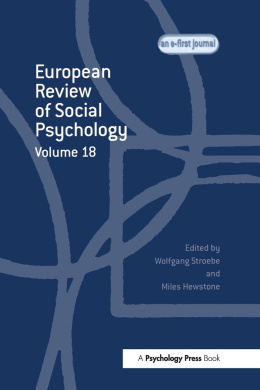 an e-first journal
European
Review
of Social
Psychology
Volume 18
Edited by
Wolfgang Stroebe
and
Miles Hewstone
A Psychology Press Book